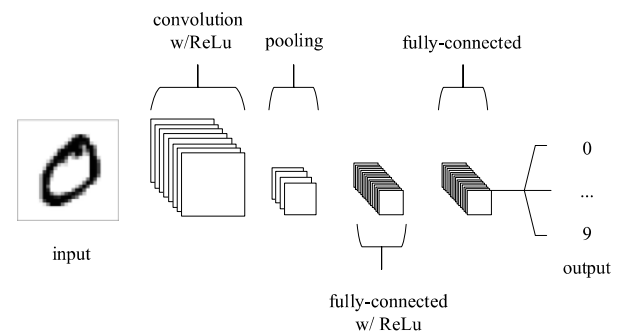 convolution
w/ReLu
pooling
fully-connected
0
...
9
input
output
fully-connected
w/ ReLu